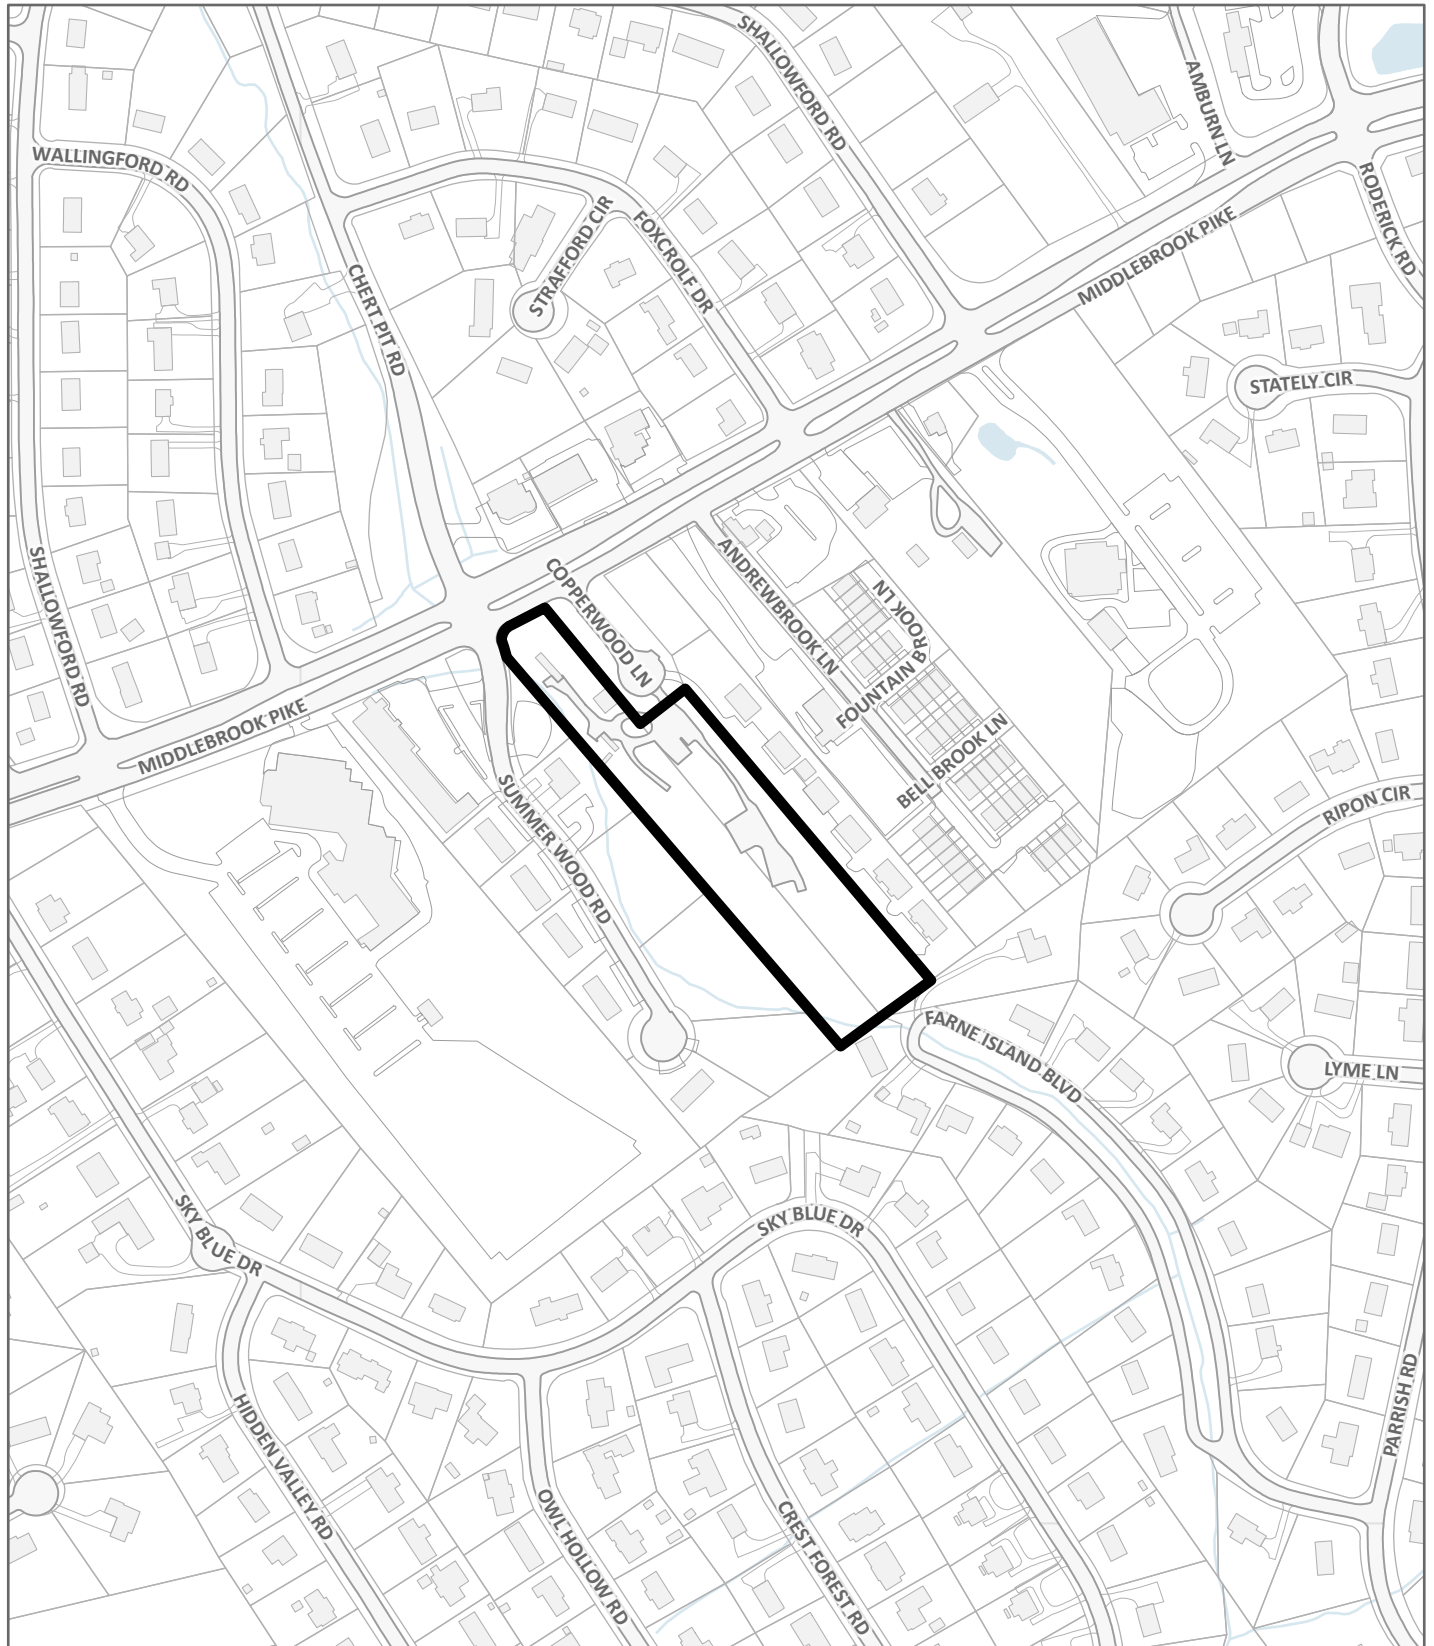 SHALLOWFORD RD
AMBURN LN
WALLINGFORD RD
RODERICK RD
STRAFFORD CIR
FOXCROLF DR
MIDDLEBROOK PIKE
CHERT PIT RD
STATELY CIR
SHALLOWFORD RD
COPPERWOOD LN
ANDREWBROOK LN
FOUNTAIN BROOK LN
MIDDLEBROOK PIKE
BELL BROOK LN
SUMMER WOOD RD
RIPON CIR
FARNE ISLAND BLVD
LYME LN
SKY BLUE DR
SKY BLUE DR
HIDDEN VALLEY RD
OWL HOLLOW RD
CREST FOREST RD
PARRISH RD